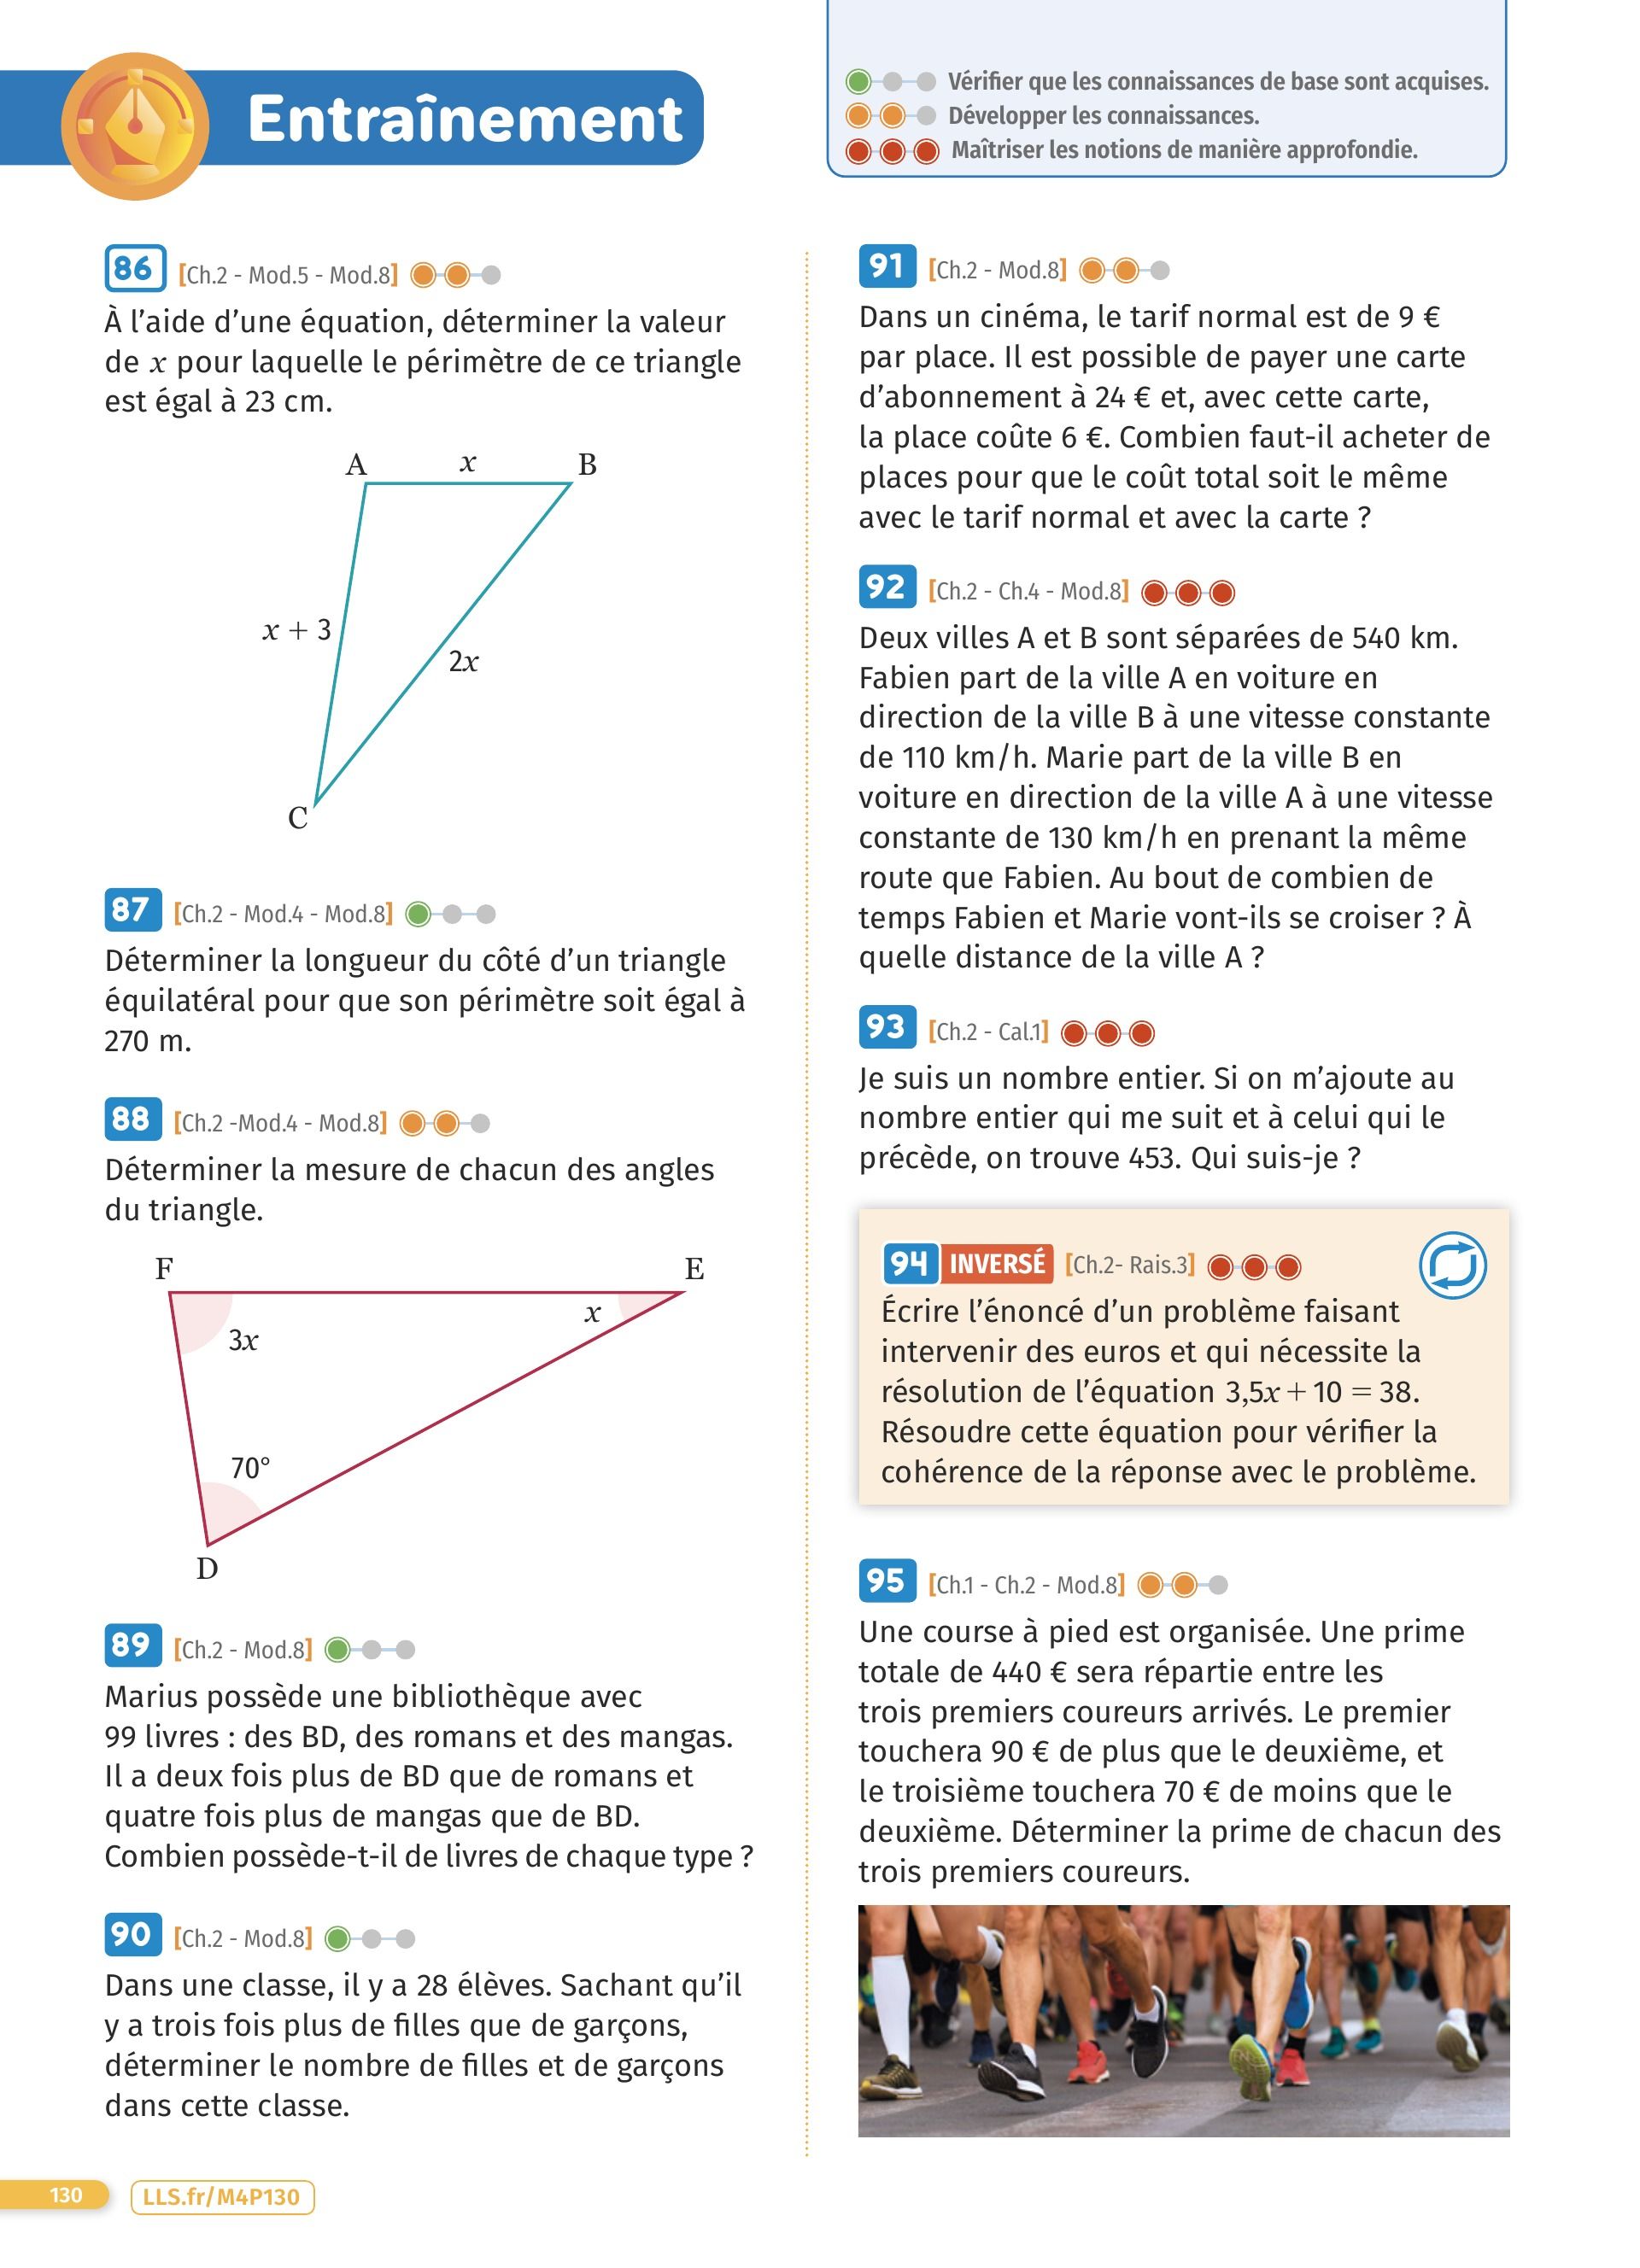 Entraînement
Vérifier que les connaissances de base sont acquises.
Développer les connaissances.
Maîtriser les notions de manière approfondie.
86 [Ch.2 - Mod.5 - Mod.8]
À l’aide d’une équation, déterminer la valeur
de x pour laquelle le périmètre de ce triangle
est égal à 23 cm.
A x B
x + 3
2x
C
87 [Ch.2 - Mod.4 - Mod.8]
Déterminer la longueur du côté d’un triangle
équilatéral pour que son périmètre soit égal à
270 m.
88 [Ch.2 -Mod.4 - Mod.8]
Déterminer la mesure de chacun des angles
du triangle.
F E
x
3x
70°
D
89 [Ch.2 - Mod.8]
Marius possède une bibliothèque avec
99 livres : des BD, des romans et des mangas.
Il a deux fois plus de BD que de romans et
quatre fois plus de mangas que de BD.
Combien possède-t-il de livres de chaque type ?
90 [Ch.2 - Mod.8]
Dans une classe, il y a 28 élèves. Sachant qu’il
y a trois fois plus de filles que de garçons,
déterminer le nombre de filles et de garçons
dans cette classe.
91 [Ch.2 - Mod.8]
Dans un cinéma, le tarif normal est de 9 €
par place. Il est possible de payer une carte
d’abonnement à 24 € et, avec cette carte,
la place coûte 6 €. Combien faut-il acheter de
places pour que le coût total soit le même
avec le tarif normal et avec la carte ?
92 [Ch.2 - Ch.4 - Mod.8]
Deux villes A et B sont séparées de 540 km.
Fabien part de la ville A en voiture en
direction de la ville B à une vitesse constante
de 110 km/h. Marie part de la ville B en
voiture en direction de la ville A à une vitesse
constante de 130 km/h en prenant la même
route que Fabien. Au bout de combien de
temps Fabien et Marie vont-ils se croiser ? À
quelle distance de la ville A ?
93 [Ch.2 - Cal.1]
Je suis un nombre entier. Si on m’ajoute au
nombre entier qui me suit et à celui qui le
précède, on trouve 453. Qui suis-je ?
94 INVERSÉ [Ch.2- Rais.3]
Écrire l’énoncé d’un problème faisant
intervenir des euros et qui nécessite la
résolution de l’équation 3,5x + 10 = 38.
Résoudre cette équation pour vérifier la
cohérence de la réponse avec le problème.
95 [Ch.1 - Ch.2 - Mod.8]
Une course à pied est organisée. Une prime
totale de 440 € sera répartie entre les
trois premiers coureurs arrivés. Le premier
touchera 90 € de plus que le deuxième, et
le troisième touchera 70 € de moins que le
deuxième. Déterminer la prime de chacun des
trois premiers coureurs.
130 LLS.fr/M4P130